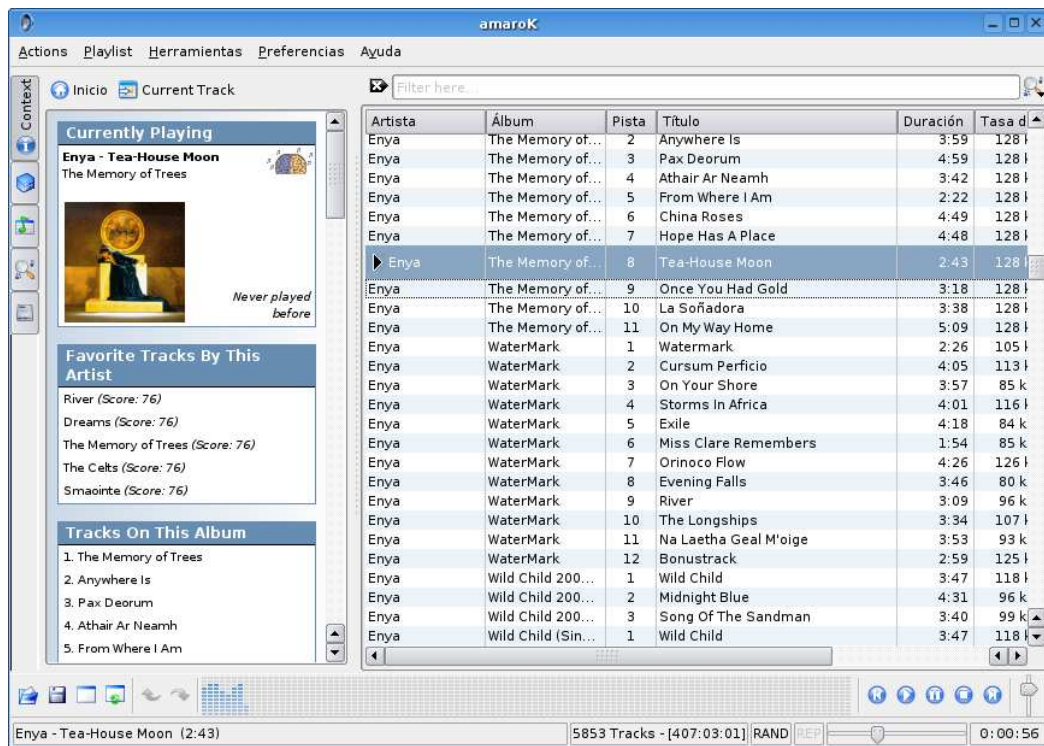 amaroK
Actions Playlist Herramientas Preferencias Ayuda
Context
Inicio Current Track
Currently Playing
Enya - Tea-House Moon
The Memory of Trees
Never played
before
Favorite Tracks By This
Artist
River (Score: 76)
Dreams (Score: 76)
The Memory of Trees (Score: 76)
The Celts (Score: 76)
Smaointe (Score: 76)
Tracks On This Album
1. The Memory of Trees
2. Anywhere Is
3. Pax Deorum
4. Athair Ar Neamh
5. From Where I Am
Filter here...
Artista Álbum Pista Título Duración Tasa d
Enya The Memory of... 2 Anywhere Is 3:59 128
Enya The Memory of... 3 Pax Deorum 4:59 128
Enya The Memory of... 4 Athair Ar Neamh 3:42 128
Enya The Memory of... 5 From Where I Am 2:22 128
Enya The Memory of... 6 China Roses 4:49 128
Enya The Memory of... 7 Hope Has A Place 4:48 128
Enya The Memory of... 8 Tea-House Moon 2:43 128
Enya The Memory of... 9 Once You Had Gold 3:18 128
Enya The Memory of... 10 La Soñadora 3:38 128
Enya The Memory of... 11 On My Way Home 5:09 128
Enya WaterMark 1 Watermark 2:26 105
Enya WaterMark 2 Cursum Perficio 4:05 113
Enya WaterMark 3 On Your Shore 3:57 85 k
Enya WaterMark 4 Storms In Africa 4:01 116
Enya WaterMark 5 Exile 4:18 84 k
Enya WaterMark 6 Miss Clare Remembers 1:54 85 k
Enya WaterMark 7 Orinoco Flow 4:26 126
Enya WaterMark 8 Evening Falls 3:46 80 k
Enya WaterMark 9 River 3:09 96 k
Enya WaterMark 10 The Longships 3:34 107
Enya WaterMark 11 Na Laetha Geal M'oige 3:53 93 k
Enya WaterMark 12 Bonustrack 2:59 125
Enya Wild Child 200... 1 Wild Child 3:47 118
Enya Wild Child 200... 2 Midnight Blue 4:31 96 k
Enya Wild Child 200... 3 Song Of The Sandman 3:40 99 k
Enya Wild Child (Sin... 1 Wild Child 3:47 118
Enya - Tea-House Moon (2:43) 5853 Tracks - [407:03:01] RAND REP 0:00:56